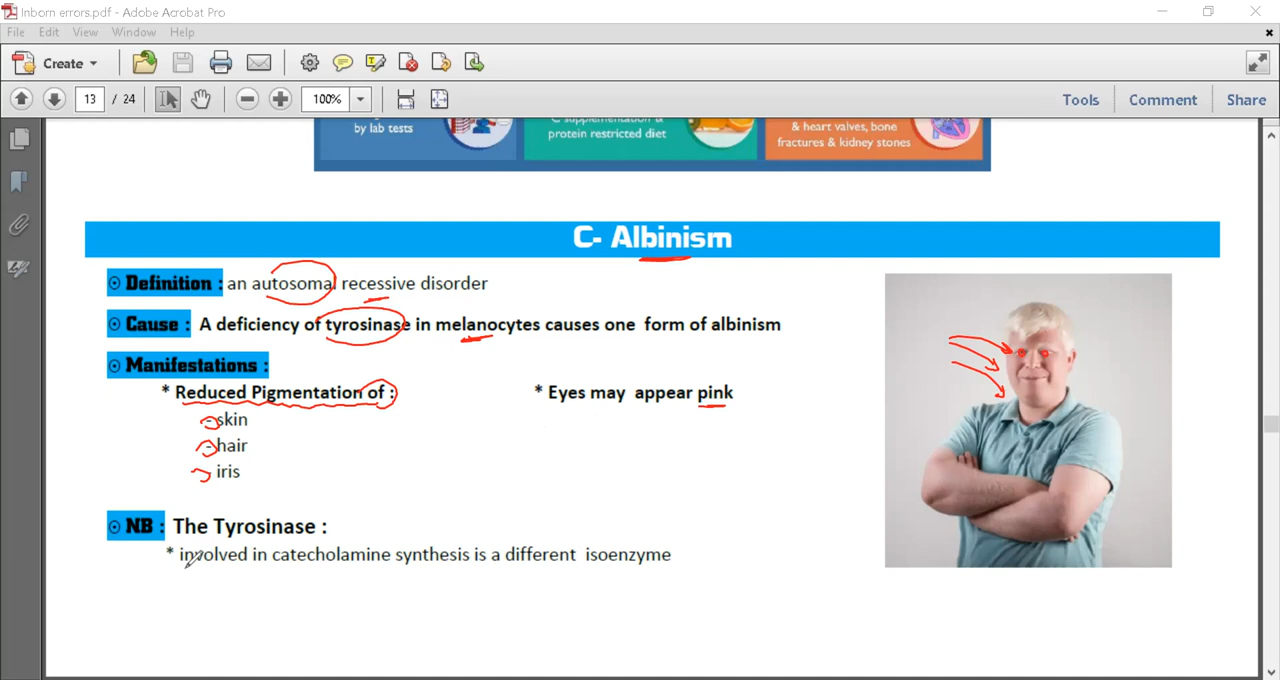 Inborn errors.pdf - Adobe Acrobat Pro
File Edit View Window Help
Create
13 / 24 100% Tools Comment Share
by lab tests
protein restricted diet
& heart valves, bone
fractures & kidney stones
C- Albinism
Definition : an autosomal recessive disorder
Cause : A deficiency of tyrosinase in melanocytes causes one form of albinism
Manifestations :
* Reduced Pigmentation of : * Eyes may appear pink
- skin
- hair
- iris
NB : The Tyrosinase :
* involved in catecholamine synthesis is a different isoenzyme